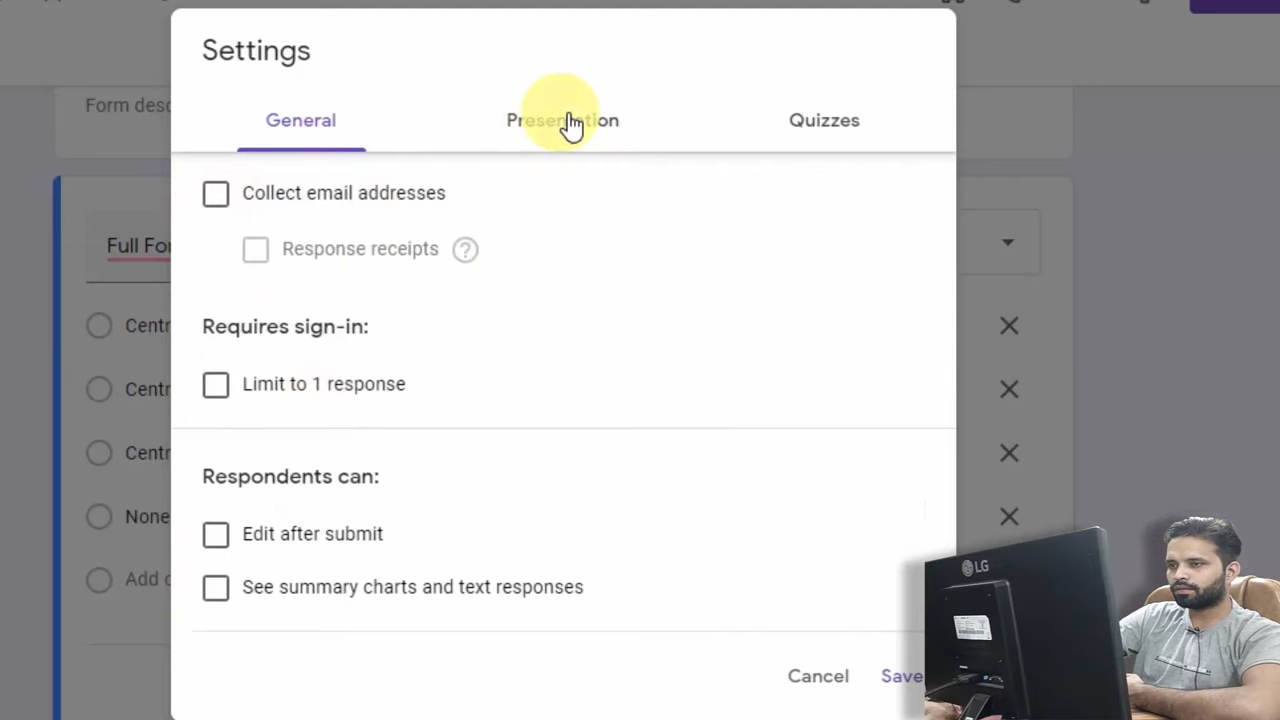 Settings
General
Presentation
Quizzes
Form desc
Collect email addresses
Response receipts
Full For
Requires sign-in:
Centr
Limit to 1 response
Centr
Centr
Respondents can:
None
Edit after submit
Add o
See summary charts and text responses
Cancel
Save
LG